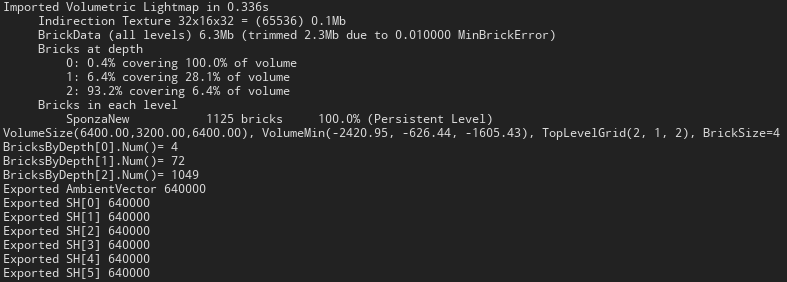 Imported Volumetric Lightmap in 0.336s
Indirection Texture 32x16x32 = (65536) 0.1Mb
BrickData (all levels) 6.3Mb (trimmed 2.3Mb due to 0.010000 MinBrickError)
Bricks at depth
0: 0.4% covering 100.0% of volume
1: 6.4% covering 28.1% of volume
2: 93.2% covering 6.4% of volume
Bricks in each level
SponzaNew 1125 bricks 100.0% (Persistent Level)
VolumeSize(6400.00,3200.00,6400.00), VolumeMin(-2420.95, -626.44, -1605.43), TopLevelGrid(2, 1, 2), BrickSize=4
BricksByDepth[0].Num()= 4
BricksByDepth[1].Num()= 72
BricksByDepth[2].Num()= 1049
Exported AmbientVector 640000
Exported SH[0] 640000
Exported SH[1] 640000
Exported SH[2] 640000
Exported SH[3] 640000
Exported SH[4] 640000
Exported SH[5] 640000